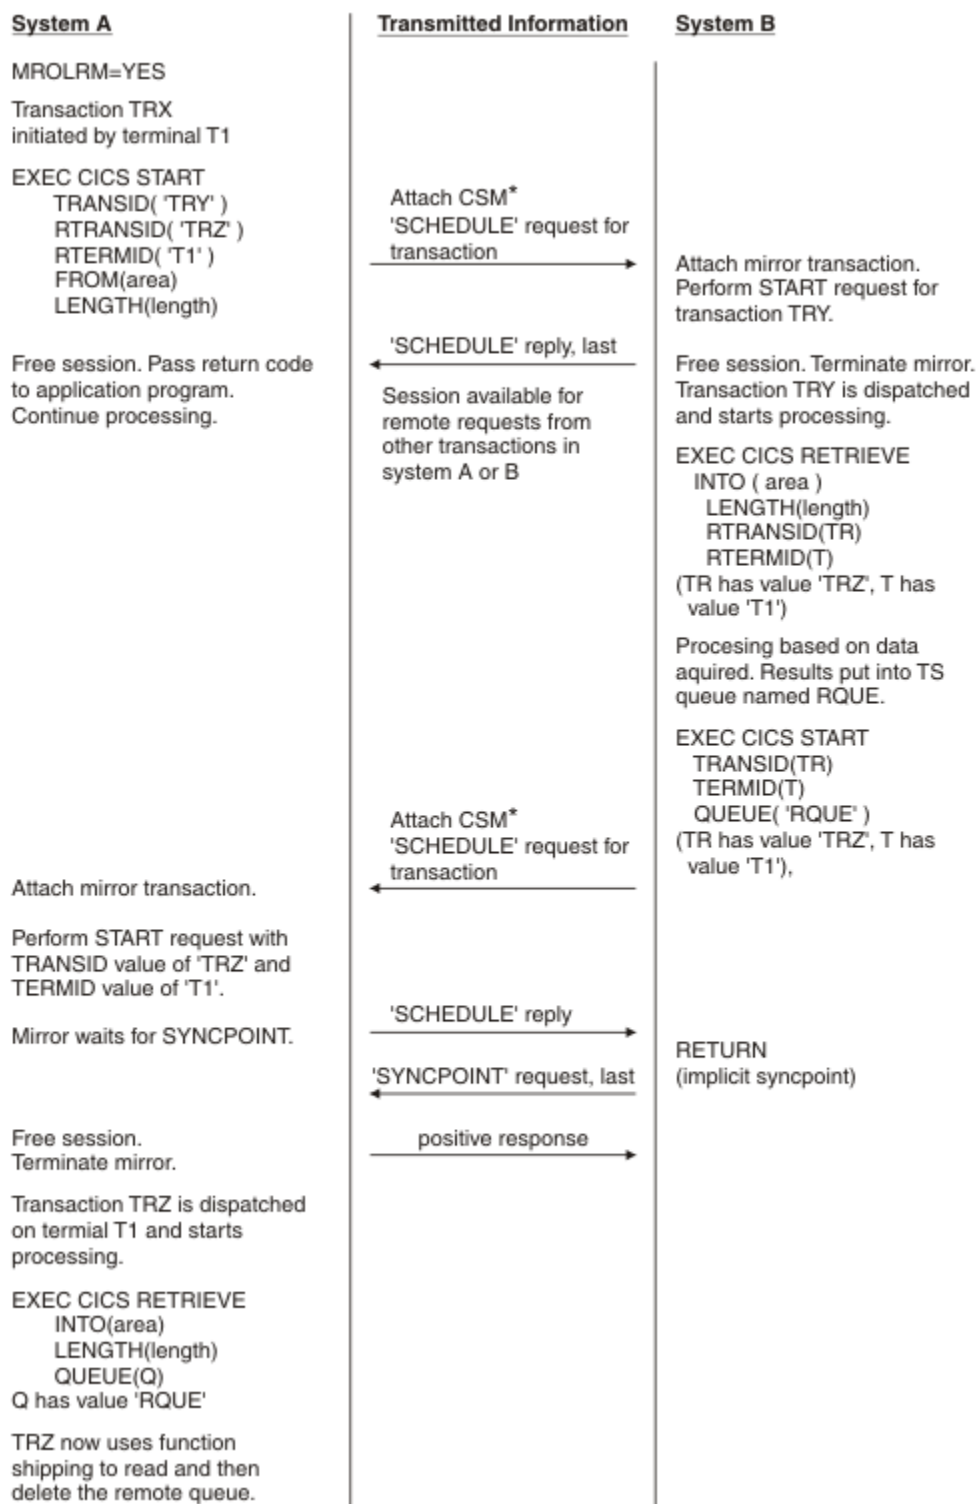 System A
Transmitted Information
System B
MROLRM=YES
Transaction TRX
initiated by terminal T1
EXEC CICS START
TRANSID( 'TRY' )
RTRANSID( 'TRZ' )
RTERMID( 'T1' )
FROM(area)
LENGTH(length)
Attach CSM*
'SCHEDULE' request for
transaction
Attach mirror transaction.
Perform START request for
transaction TRY.
'SCHEDULE' reply, last
Free session. Pass return code
to application program.
Continue processing.
Session available for
remote requests from
other transactions in
system A or B
Free session. Terminate mirror.
Transaction TRY is dispatched
and starts processing.
EXEC CICS RETRIEVE
INTO ( area )
LENGTH(length)
RTRANSID(TR)
RTERMID(T)
(TR has value 'TRZ', T has
value 'T1')
Procesing based on data
aquired. Results put into TS
queue named RQUE.
EXEC CICS START
TRANSID(TR)
TERMID(T)
QUEUE( 'RQUE' )
(TR has value 'TRZ', T has
value 'T1'),
Attach CSM*
'SCHEDULE' request for
transaction
Attach mirror transaction.
Perform START request with
TRANSID value of 'TRZ' and
TERMID value of 'T1'.
'SCHEDULE' reply
Mirror waits for SYNCPOINT.
RETURN
(implicit syncpoint)
'SYNCPOINT' request, last
Free session.
Terminate mirror.
positive response
Transaction TRZ is dispatched
on termial T1 and starts
processing.
EXEC CICS RETRIEVE
INTO(area)
LENGTH(length)
QUEUE(Q)
Q has value 'RQUE'
TRZ now uses function
shipping to read and then
delete the remote queue.